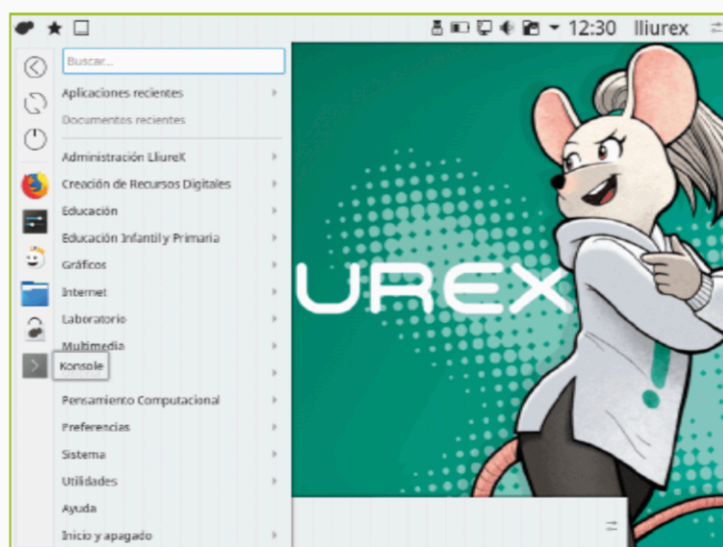 12:30 lliurex
Buscar...
Aplicaciones recientes
Documentos recientes
Administración LliureX
Creación de Recursos Digitales
Educación
Educación Infantil y Primaria
Gráficos
Internet
Laboratorio
Multimedia
Konsole
Pensamiento Computacional
Preferencias
Sistema
Utilidades
Ayuda
Inicio y apagado
UREX